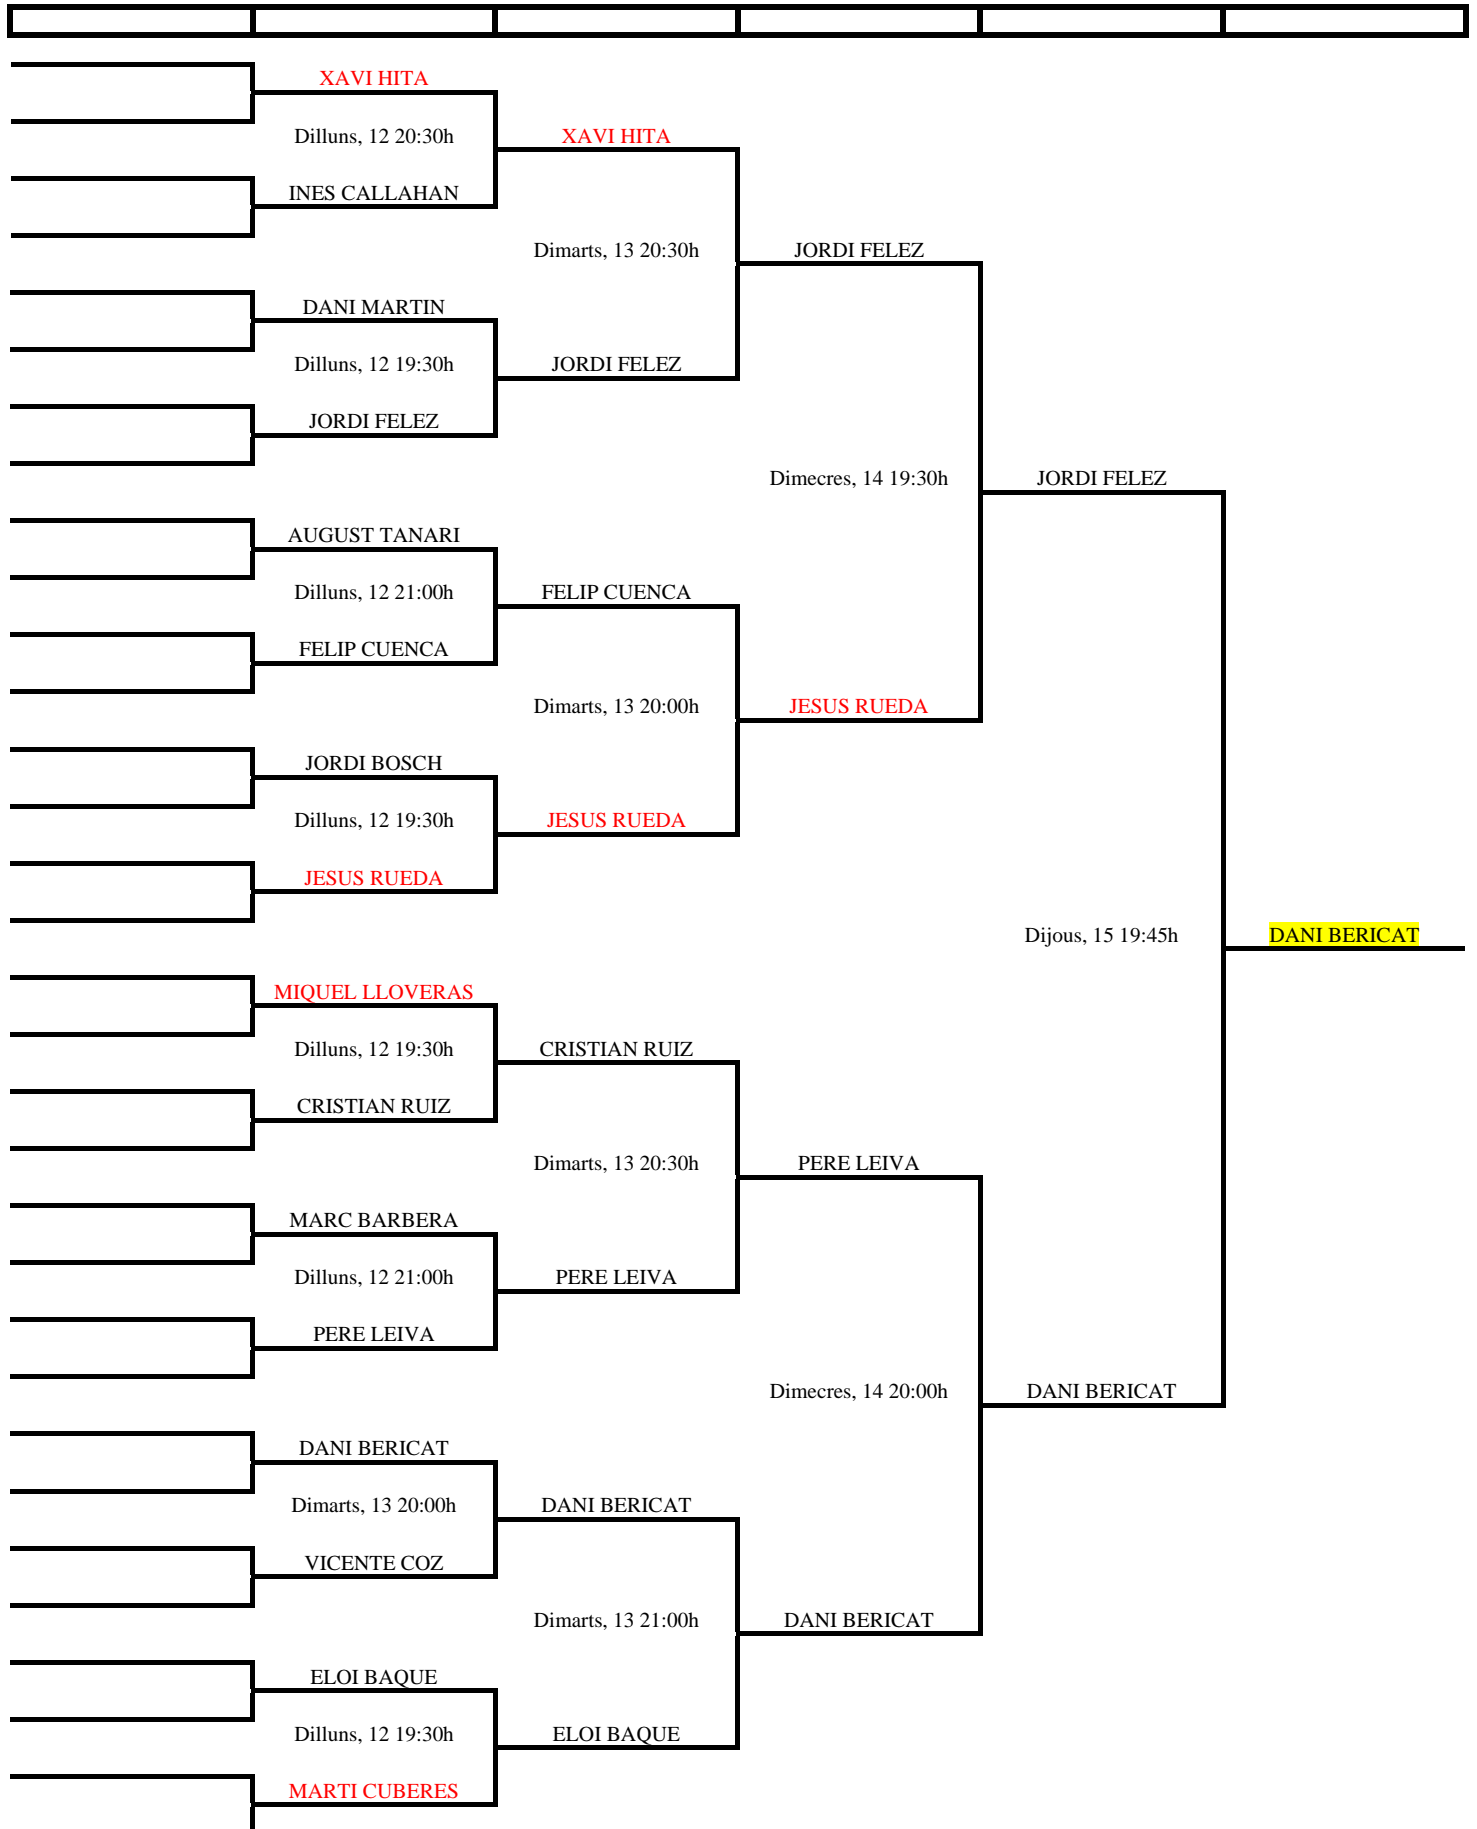 XAVI HITA
Dilluns, 12 20:30h
XAVI HITA
INES CALLAHAN
Dimarts, 13 20:30h
JORDI FELEZ
DANI MARTIN
Dilluns, 12 19:30h
JORDI FELEZ
JORDI FELEZ
Dimecres, 14 19:30h
JORDI FELEZ
AUGUST TANARI
Dilluns, 12 21:00h
FELIP CUENCA
FELIP CUENCA
Dimarts, 13 20:00h
JESUS RUEDA
JORDI BOSCH
Dilluns, 12 19:30h
JESUS RUEDA
JESUS RUEDA
Dijous, 15 19:45h
DANI BERICAT
MIQUEL LLOVERAS
Dilluns, 12 19:30h
CRISTIAN RUIZ
CRISTIAN RUIZ
Dimarts, 13 20:30h
PERE LEIVA
MARC BARBERA
Dilluns, 12 21:00h
PERE LEIVA
PERE LEIVA
Dimecres, 14 20:00h
DANI BERICAT
DANI BERICAT
Dimarts, 13 20:00h
DANI BERICAT
VICENTE COZ
Dimarts, 13 21:00h
DANI BERICAT
ELOI BAQUE
Dilluns, 12 19:30h
ELOI BAQUE
MARTI CUBERES